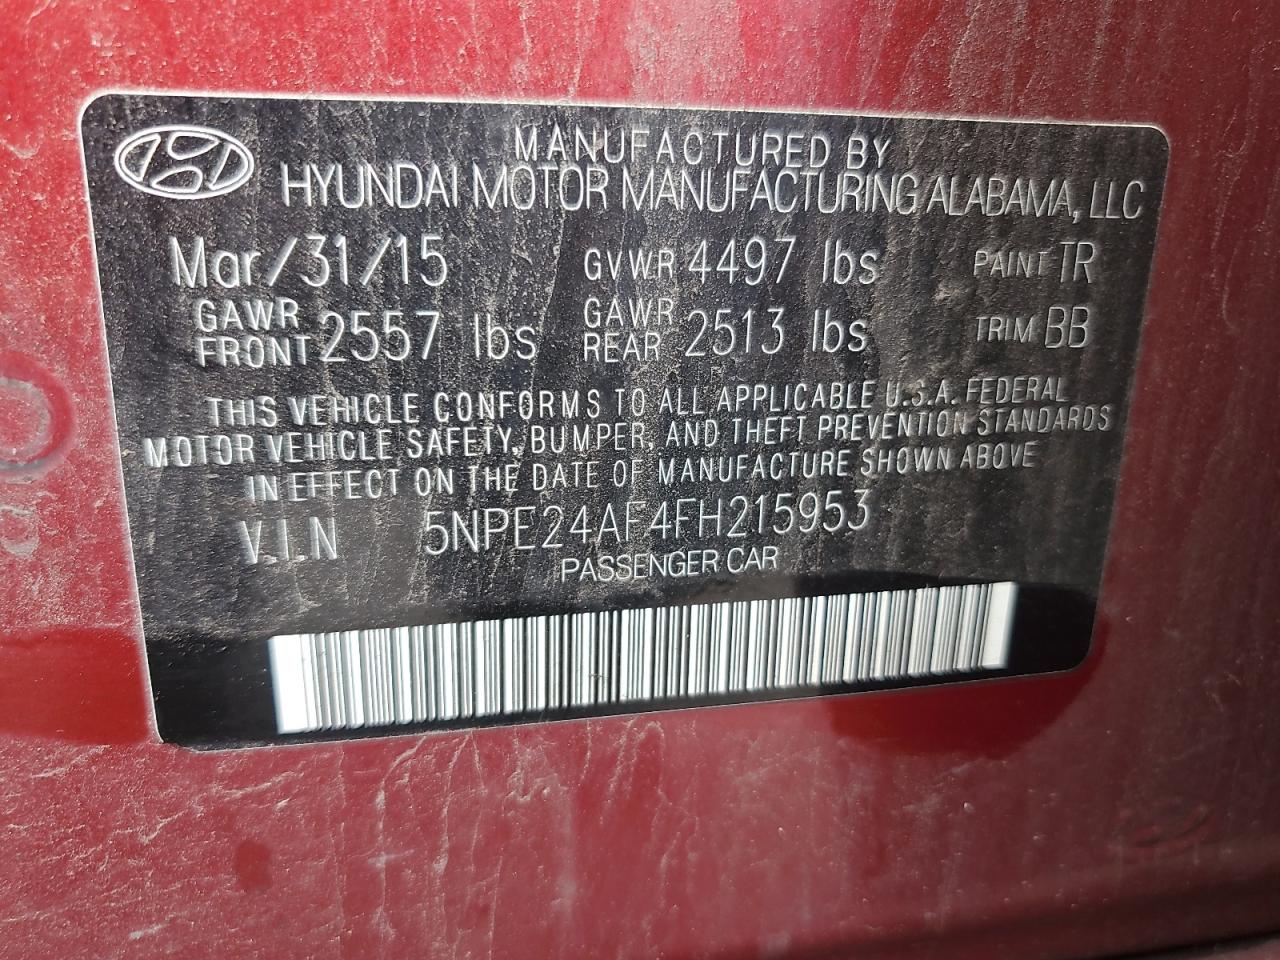 MANUFACTURED BY
HYUNDAI MOTOR MANUFACTURING ALABAMA, LLC
Mar/31/15 GVWR 4497 lbs PAINT TR
GAWR FRONT 2557 lbs GAWR REAR 2513 lbs TRIM BB
THIS VEHICLE CONFORMS TO ALL APPLICABLE U.S.A. FEDERAL
MOTOR VEHICLE SAFETY, BUMPER, AND THEFT PREVENTION STANDARDS
IN EFFECT ON THE DATE OF MANUFACTURE SHOWN ABOVE
V.I.N 5NPE24AF4FH215953
PASSENGER CAR